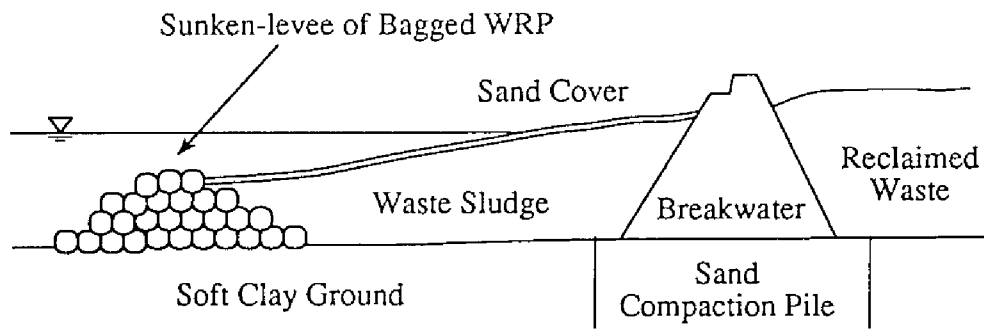 Sunken-levee of Bagged WRP
Sand Cover
Reclaimed
Waste
Waste Sludge
Breakwater
Sand
Compaction Pile
Soft Clay Ground